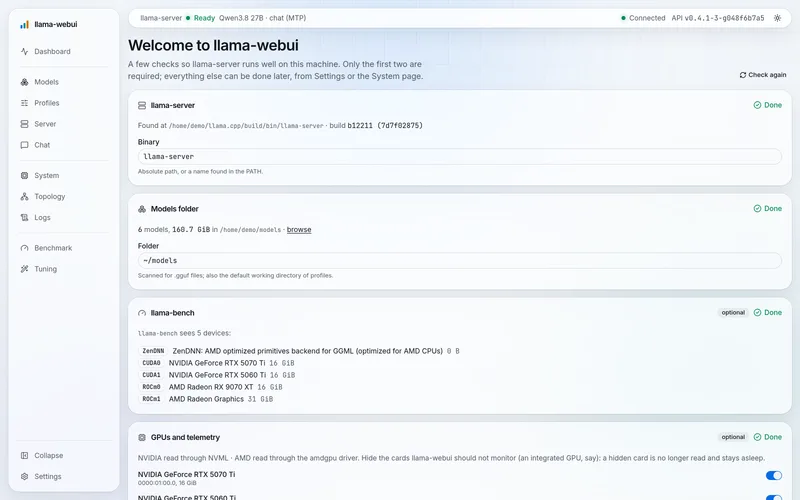 llama-webui
llama-server Ready Qwen3.8 27B · chat (MTP)
Connected API v0.4.1-3-g048f6b7a5
Dashboard
Models
Profiles
Server
Chat
System
Topology
Logs
Benchmark
Tuning
Collapse
Settings
Welcome to llama-webui
A few checks so llama-server runs well on this machine. Only the first two are
required; everything else can be done later, from Settings or the System page.
Check again
llama-server
Done
Found at /home/demo/llama.cpp/build/bin/llama-server · build b12211 (7d7f02875)
Binary
llama-server
Absolute path, or a name found in the PATH.
Models folder
Done
6 models, 160.7 GiB in /home/demo/models · browse
Folder
~/models
Scanned for .gguf files; also the default working directory of profiles.
llama-bench
optional Done
llama-bench sees 5 devices:
ZenDNN ZenDNN: AMD optimized primitives backend for GGML (optimized for AMD CPUs) 0 B
CUDA0 NVIDIA GeForce RTX 5070 Ti 16 GiB
CUDA1 NVIDIA GeForce RTX 5060 Ti 16 GiB
ROCm0 AMD Radeon RX 9070 XT 16 GiB
ROCm1 AMD Radeon Graphics 31 GiB
GPUs and telemetry
optional Done
NVIDIA read through NVML · AMD read through the amdgpu driver. Hide the cards llama-webui should not monitor (an integrated GPU, say): a hidden card is no longer read and stays asleep.
NVIDIA GeForce RTX 5070 Ti
0000:01:00.0, 16 GiB
NVIDIA GeForce RTX 5060 Ti